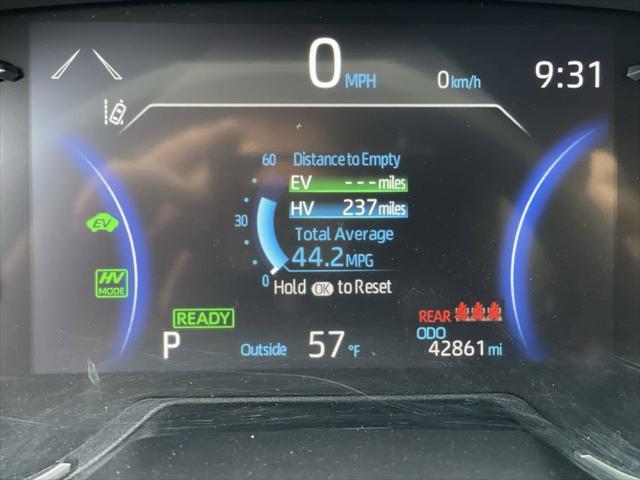 0 MPH 0 km/h 9:31
60 Distance to Empty
EV - - - miles
HV 237 miles
30
Total Average
EV
44.2 MPG
0
HV MODE
Hold OK to Reset
READY
REAR
ODO
P Outside 57 °F 42861 mi